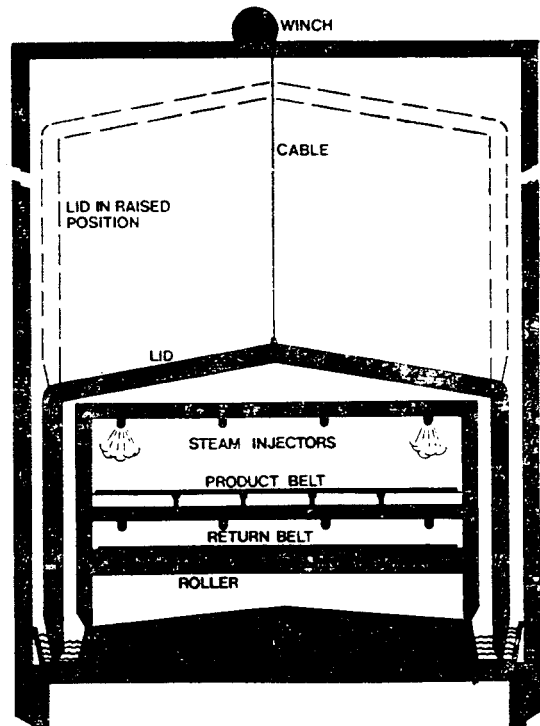 WINCH
CABLE
LID IN RAISED
POSITION
LID
STEAM INJECTORS
PRODUCT BELT
RETURN BELT
ROLLER